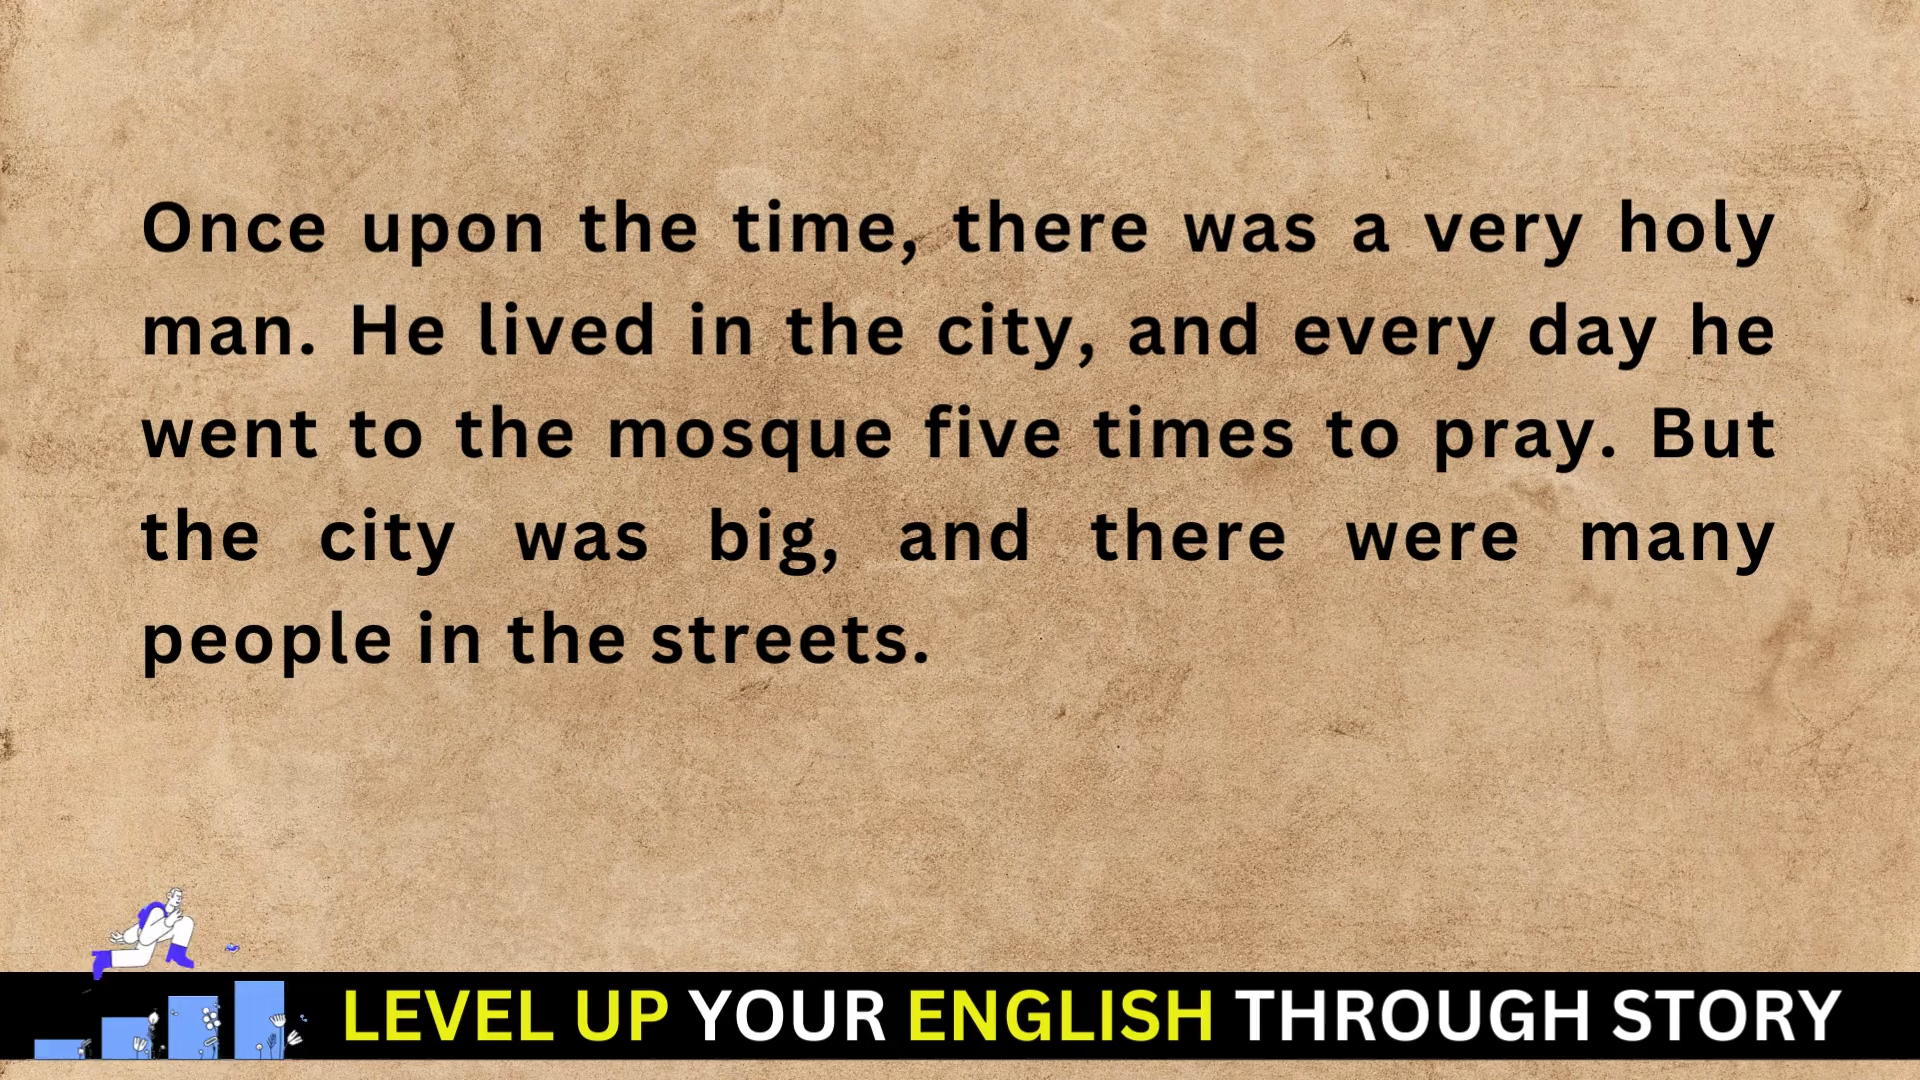 Once upon the time, there was a very holy
man. He lived in the city, and every day he
went to the mosque five times to pray. But
the city was big, and there were many
people in the streets.
LEVEL UP YOUR ENGLISH THROUGH STORY